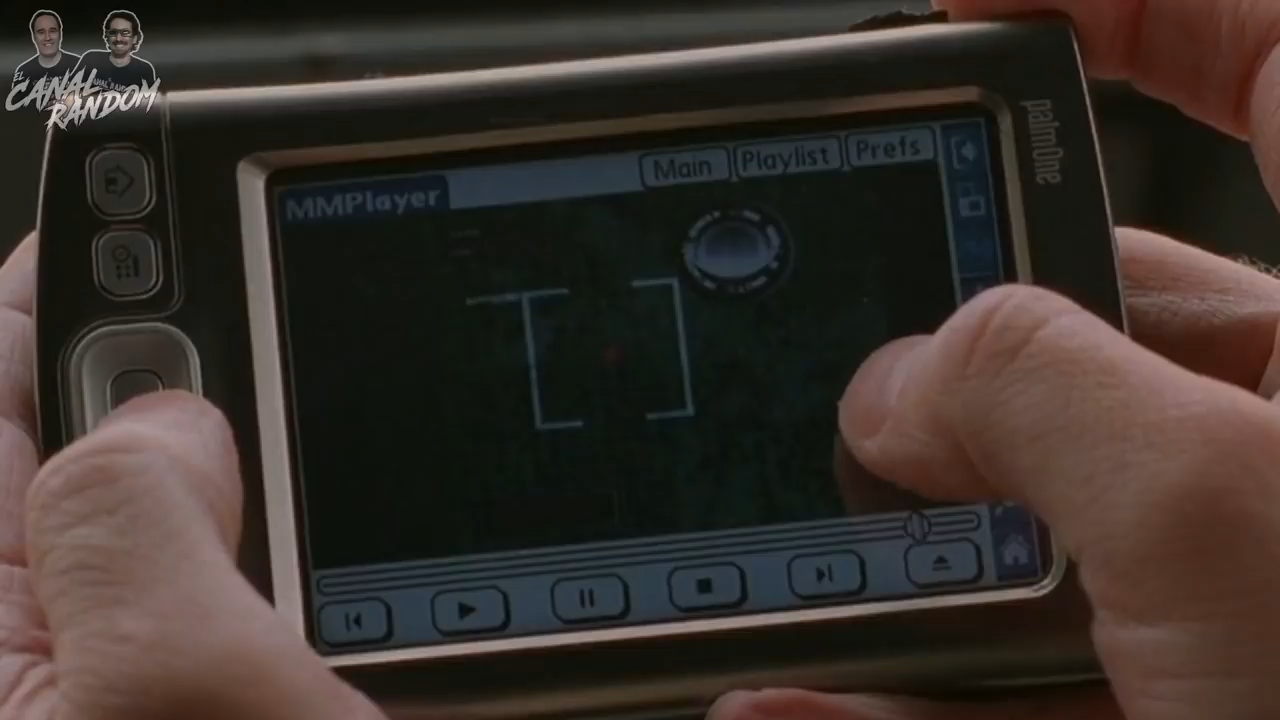 EL
CANAL
RANDOM
palmOne
Main
Playlist
Prefs
MMPlayer